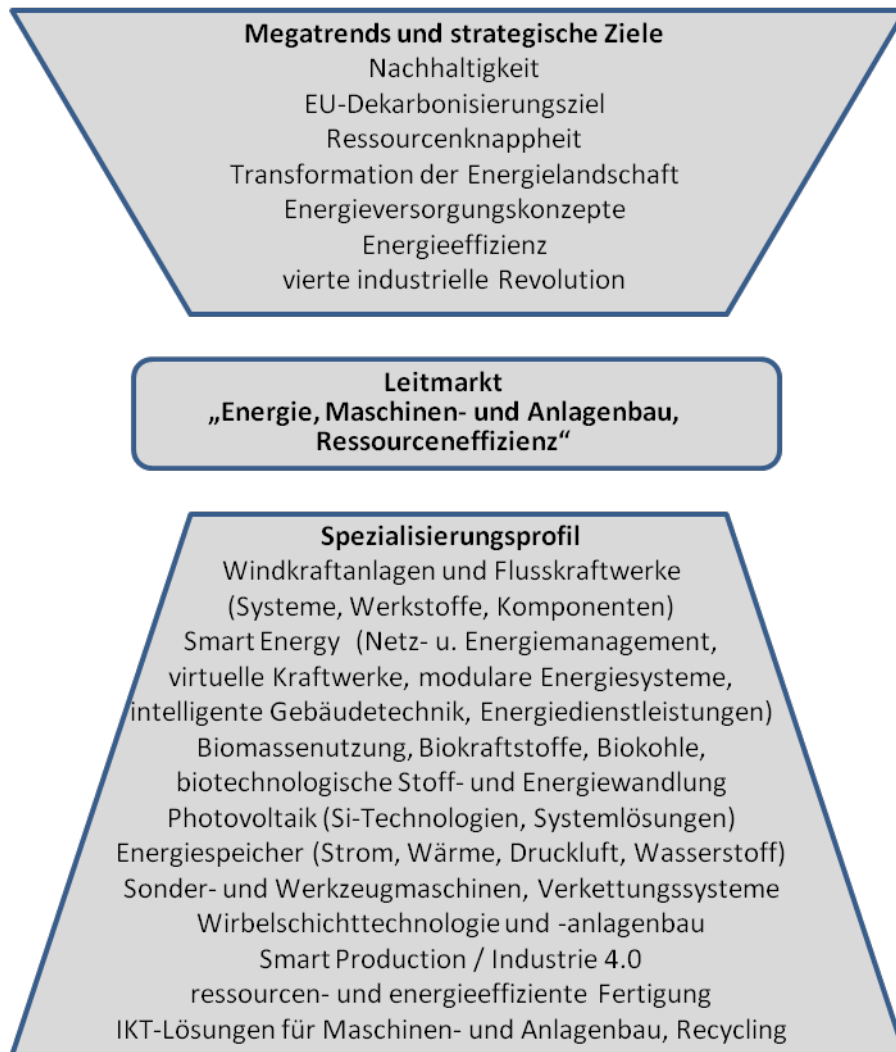 Megatrends und strategische Ziele
Nachhaltigkeit
EU-Dekarbonisierungsziel
Ressourcenknappheit
Transformation der Energielandschaft
Energieversorgungskonzepte
Energieeffizienz
vierte industrielle Revolution
Leitmarkt
„Energie, Maschinen- und Anlagenbau,
Ressourceneffizienz“
Spezialisierungsprofil
Windkraftanlagen und Flusskraftwerke
(Systeme, Werkstoffe, Komponenten)
Smart Energy (Netz- u. Energiemanagement,
virtuelle Kraftwerke, modulare Energiesysteme,
intelligente Gebäudetechnik, Energiedienstleistungen)
Biomassenutzung, Biokraftstoffe, Biokohle,
biotechnologische Stoff- und Energiewandlung
Photovoltaik (Si-Technologien, Systemlösungen)
Energiespeicher (Strom, Wärme, Druckluft, Wasserstoff)
Sonder- und Werkzeugmaschinen, Verkettungssysteme
Wirbelschichttechnologie und -anlagenbau
Smart Production / Industrie 4.0
ressourcen- und energieeffiziente Fertigung
IKT-Lösungen für Maschinen- und Anlagenbau, Recycling